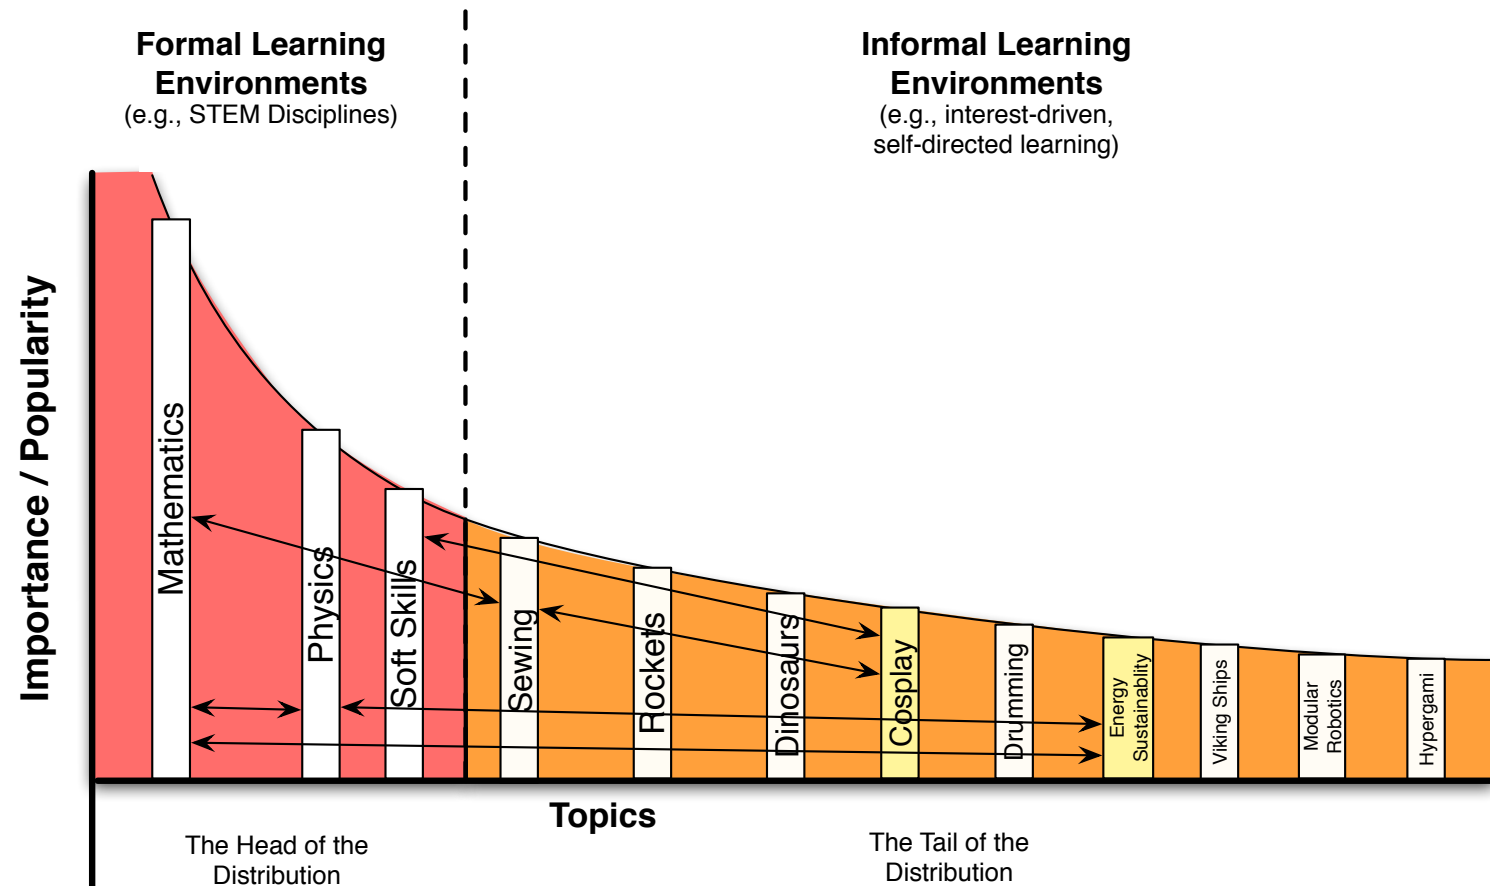 Formal Learning
Environments
(e.g., STEM Disciplines)
Informal Learning
Environments
(e.g., interest-driven,
self-directed learning)
Importance / Popularity
Mathematics
Physics
Soft Skills
Sewing
Rockets
Dinosaurs
Cosplay
Drumming
Energy
Sustainablity
Viking Ships
Modular
Robotics
Hypergami
Topics
The Head of the
Distribution
The Tail of the
Distribution